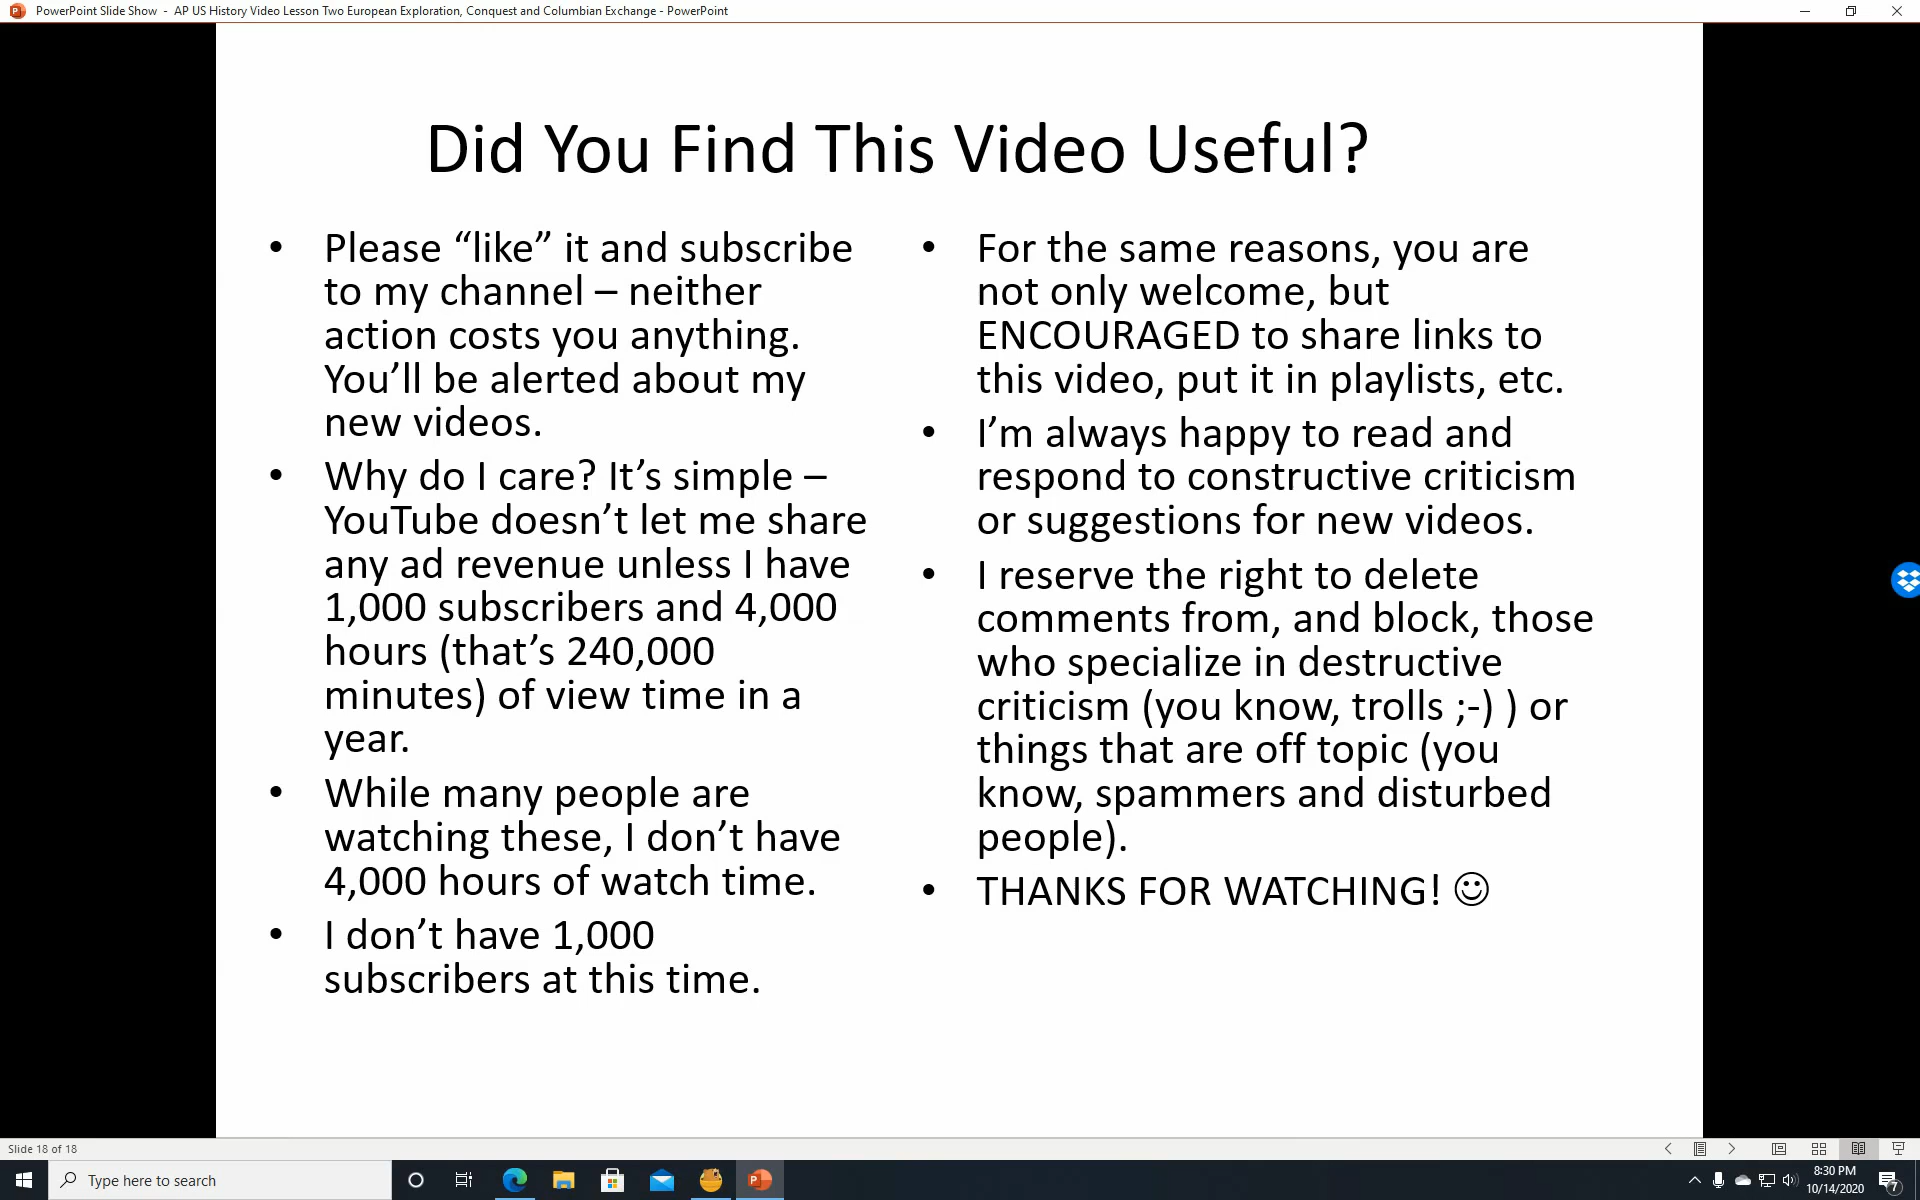 PowerPoint Slide Show - AP US History Video Lesson Two European Exploration, Conquest and Columbian Exchange - PowerPoint
Did You Find This Video Useful?
• Please “like” it and subscribe
to my channel – neither
action costs you anything.
You’ll be alerted about my
new videos.
• Why do I care? It’s simple –
YouTube doesn’t let me share
any ad revenue unless I have
1,000 subscribers and 4,000
hours (that’s 240,000
minutes) of view time in a
year.
• While many people are
watching these, I don’t have
4,000 hours of watch time.
• I don’t have 1,000
subscribers at this time.
• For the same reasons, you are
not only welcome, but
ENCOURAGED to share links to
this video, put it in playlists, etc.
• I’m always happy to read and
respond to constructive criticism
or suggestions for new videos.
• I reserve the right to delete
comments from, and block, those
who specialize in destructive
criticism (you know, trolls ;-) ) or
things that are off topic (you
know, spammers and disturbed
people).
• THANKS FOR WATCHING! ☺
Slide 18 of 18
Type here to search
8:30 PM
10/14/2020
7